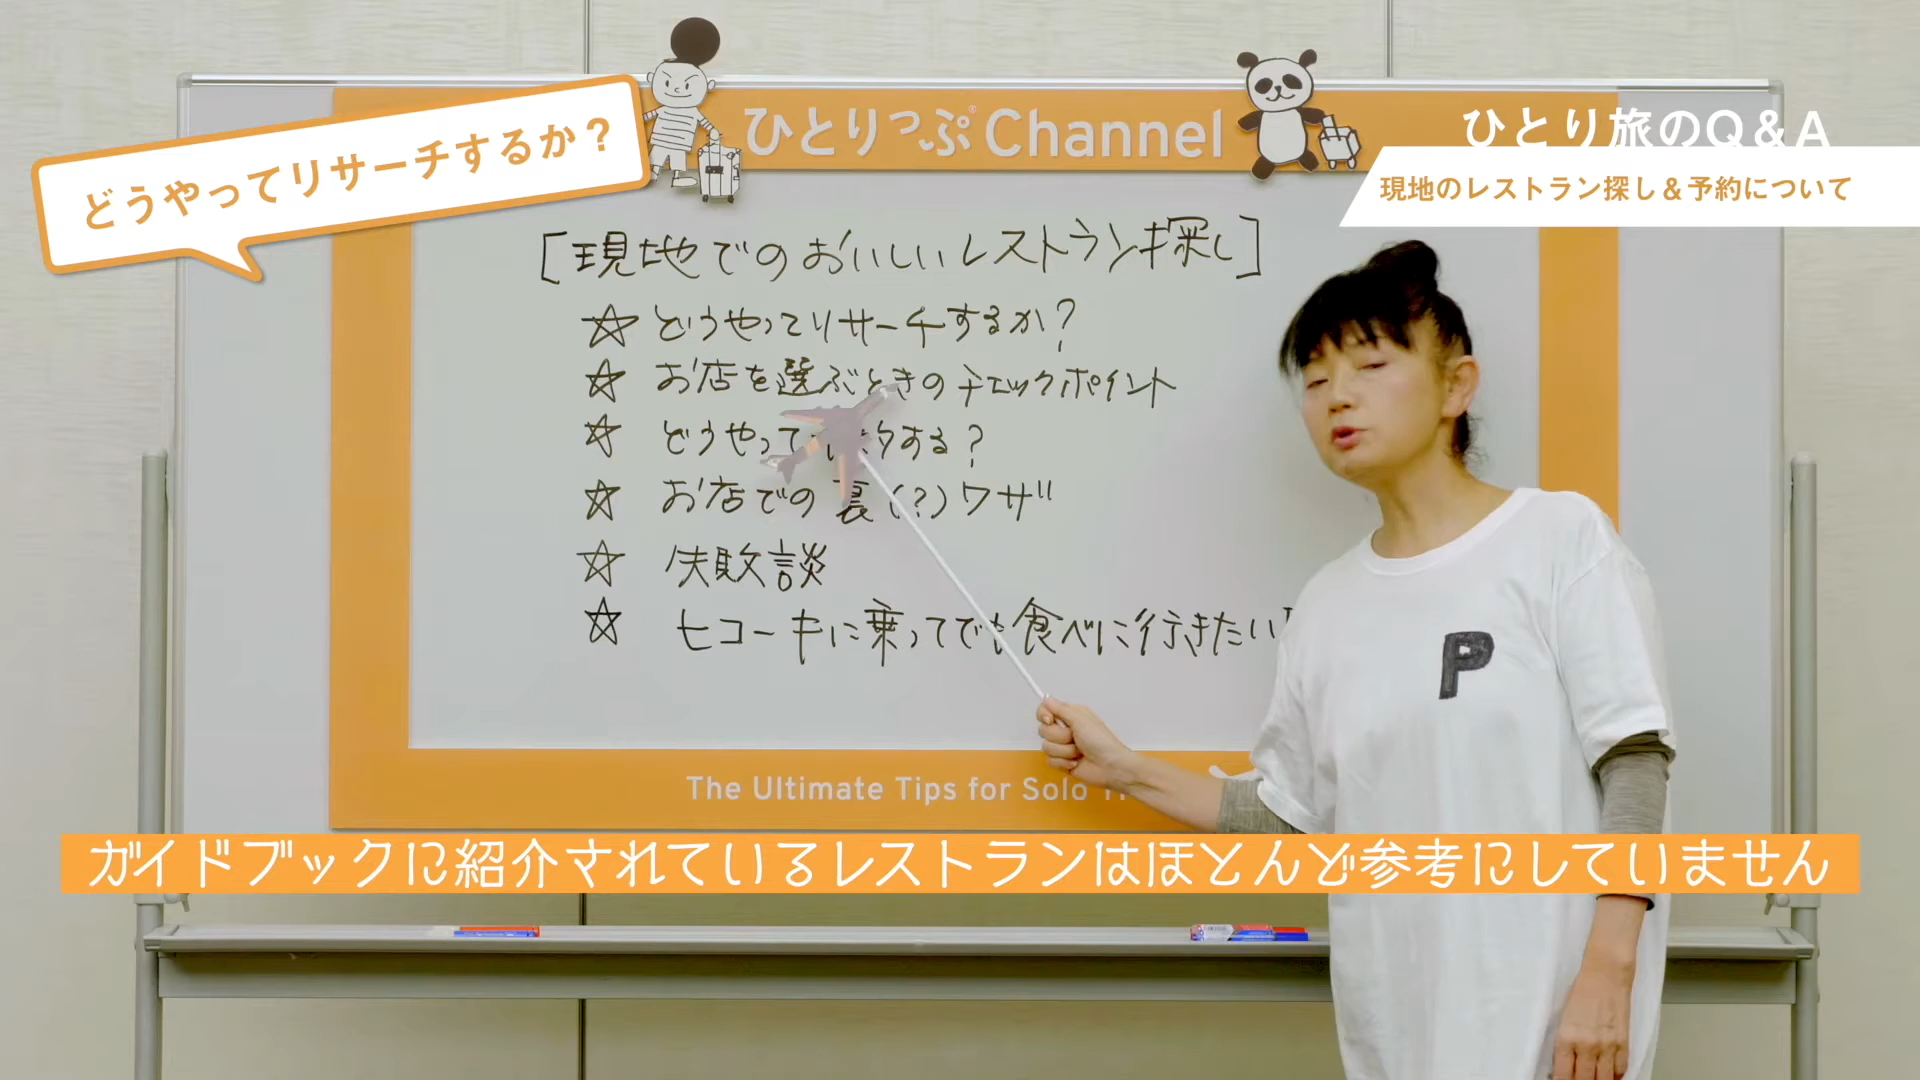 ひとりっぷ® Channel
ひとり旅のQ&A
現地のレストラン探し&予約について
どうやってリサーチするか?
[現地でのおいしいレストラン探し]
☆ どうやってリサーチするか?
☆ お店を選ぶときのチェックポイント
☆ どうやって 約する?
☆ お店での裏(?)ワザ
☆ 失敗談
☆ ヒコーキに乗ってでも食べに行きたい
The Ultimate Tips for Solo
P
ガイドブックに紹介されているレストランはほとんど参考にしていません